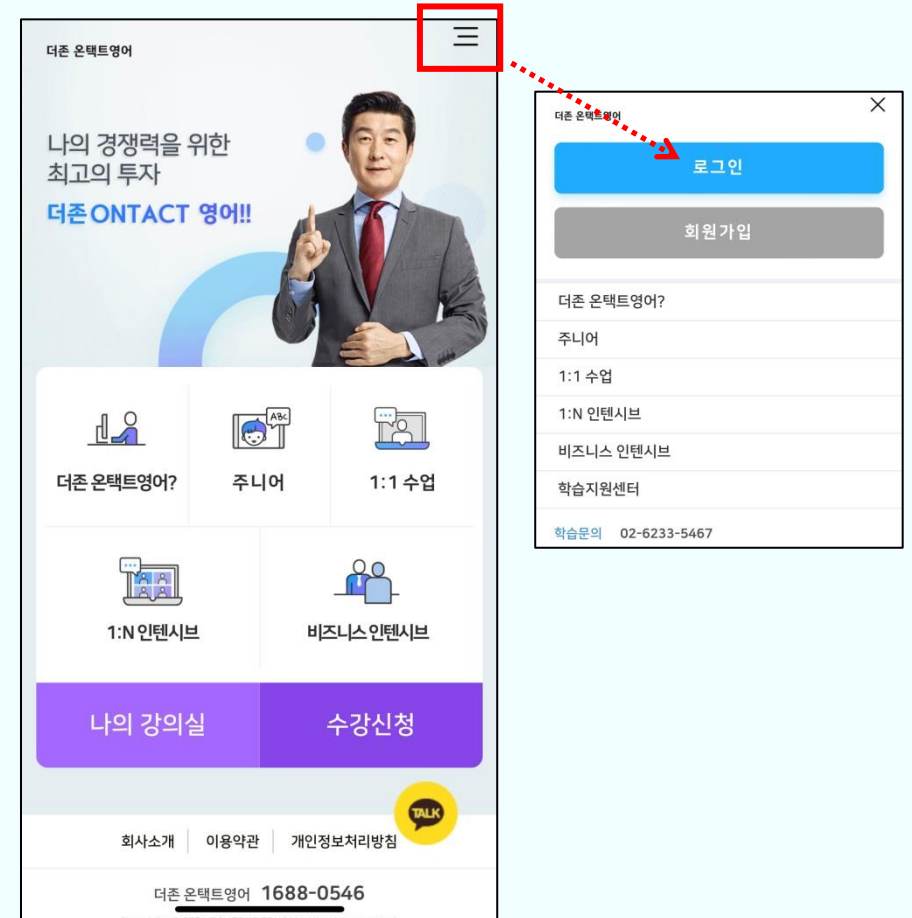 더존 온택트영어
나의 경쟁력을 위한
최고의 투자
더존 ONTACT 영어!!
ABC
더존 온택트영어?
주니어
1:1 수업
1:N 인텐시브
비즈니스 인텐시브
나의 강의실
수강신청
TALK
회사소개
이용약관
개인정보처리방침
더존 온택트영어 1688-0546
더존 온택트영어
로그인
회원가입
더존 온택트영어?
주니어
1:1 수업
1:N 인텐시브
비즈니스 인텐시브
학습지원센터
학습문의 02-6233-5467